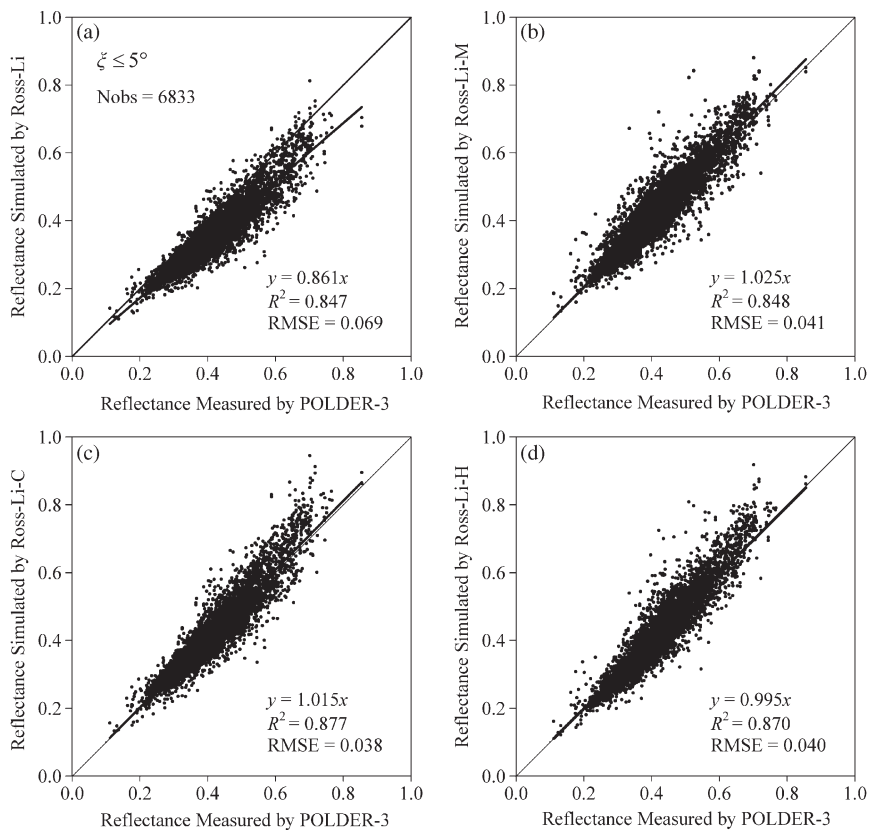 (a)
ξ ≤ 5°
Nobs = 6833
y = 0.861x
R² = 0.847
RMSE = 0.069
1.0
0.8
0.6
0.4
0.2
0.0
0.0 0.2 0.4 0.6 0.8 1.0
Reflectance Simulated by Ross-Li
Reflectance Measured by POLDER-3
(b)
y = 1.025x
R² = 0.848
RMSE = 0.041
1.0
0.8
0.6
0.4
0.2
0.0
0.0 0.2 0.4 0.6 0.8 1.0
Reflectance Simulated by Ross-Li-M
Reflectance Measured by POLDER-3
(c)
y = 1.015x
R² = 0.877
RMSE = 0.038
1.0
0.8
0.6
0.4
0.2
0.0
0.0 0.2 0.4 0.6 0.8 1.0
Reflectance Simulated by Ross-Li-C
Reflectance Measured by POLDER-3
(d)
y = 0.995x
R² = 0.870
RMSE = 0.040
1.0
0.8
0.6
0.4
0.2
0.0
0.0 0.2 0.4 0.6 0.8 1.0
Reflectance Simulated by Ross-Li-H
Reflectance Measured by POLDER-3